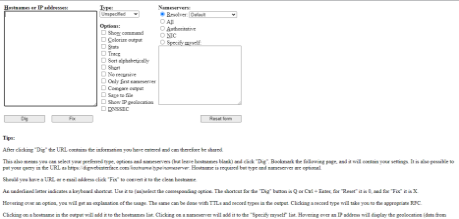 Hostnames or IP addresses:
Type:
Unspecified
Nameservers:
Resolver: Default
All
Authoritative
NIC
Specify myself
Options:
Show command
Colorize output
Stats
Trace
Sort alphabetically
Short
No recursive
Only first nameserver
Compare output
Save to file
Show IP geolocation
DNSSEC
Dig
Fix
Reset form
Tips:
After clicking "Dig" the URL contains the information you have entered and can therefore be shared.
This also means you can select your preferred type, options and nameservers (but leave hostnames blank) and click "Dig". Bookmark the following page, and it will contain your settings. It is also possible to
put your query in the URL as Hostname is required but type and nameserver are optional.
Should you have a URL or e-mail address click "Fix" to convert it to the clean hostname.
An underlined letter indicates a keyboard shortcut. Use it to (un)select the corresponding option. The shortcut for the "Dig" button is Q or Ctrl + Enter, for "Reset" it is and for "Fix" it is X.
Hovering over an option, you will get an explanation of the usage. The same can be done with TTLs and record types in the output. Clicking a record type will take you to the appropriate RFC.
Clicking on a hostname in the output will add it to the hostnames list. Clicking on a nameserver will add it to the "Specify myself" list. Hovering over an IP address will display the geolocation (data from